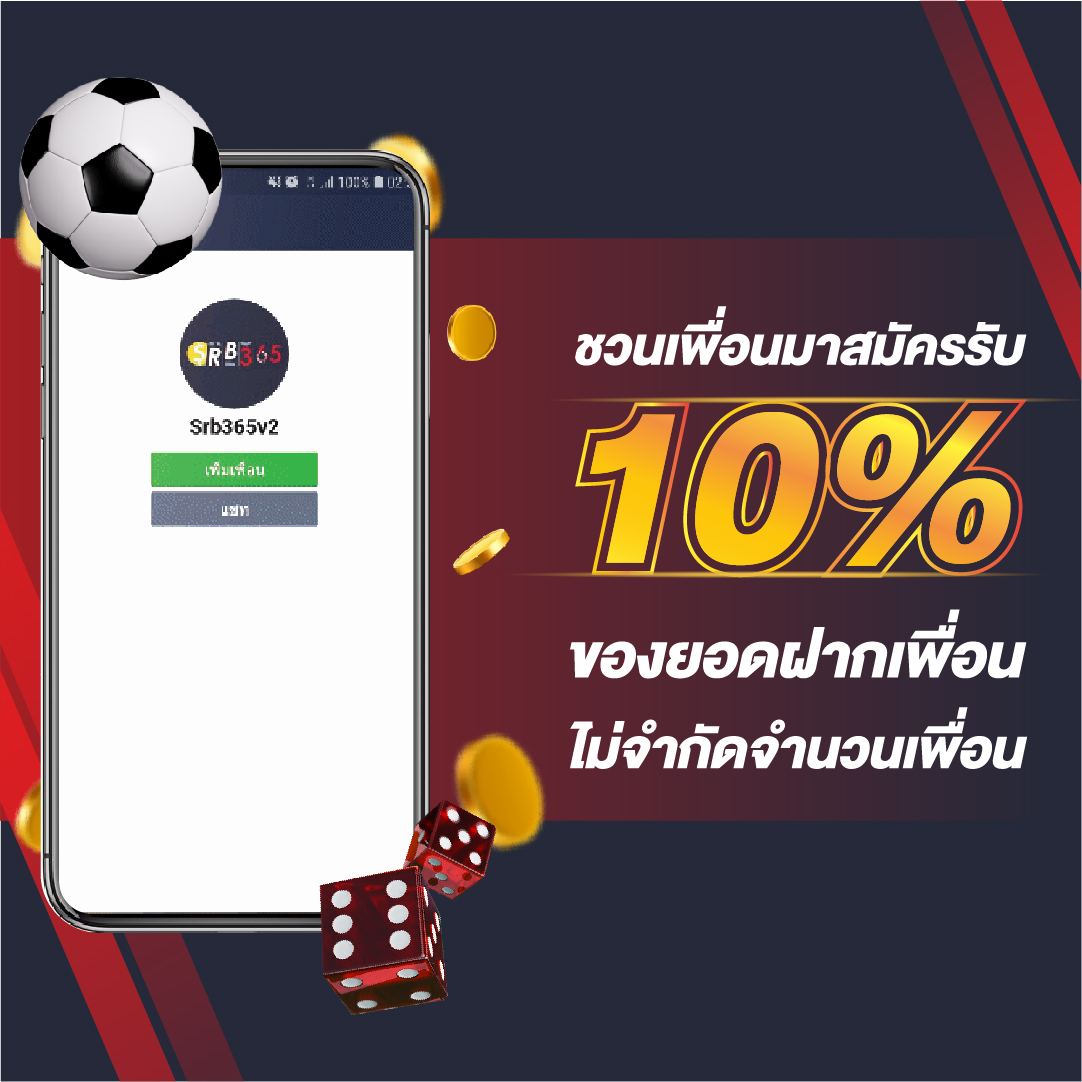 100% 02:
SRB365
Srb365v2
เพิ่มเพื่อน
แชท
ชวนเพื่อนมาสมัครรับ
10%
ของยอดฝากเพื่อน
ไม่จำกัดจำนวนเพื่อน